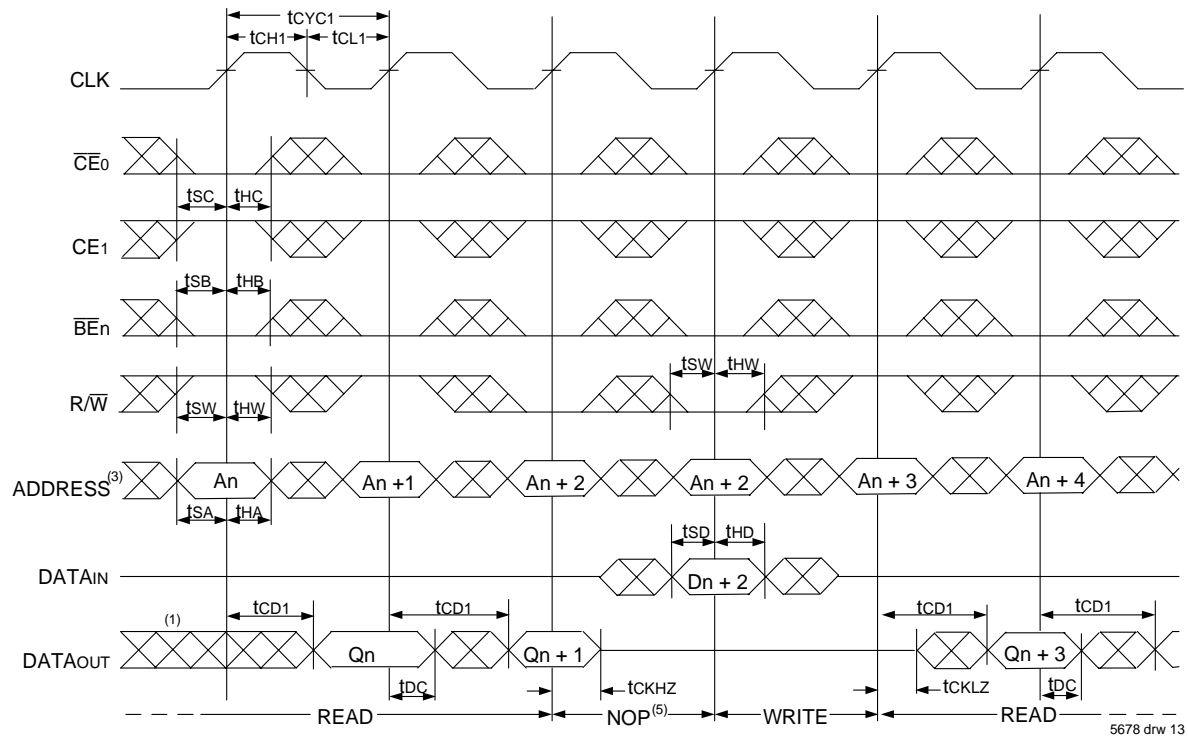 tCYC1
tCH1 tCL1
CLK
CE0
tSC tHC
CE1
tSB tHB
BEn
tSW tHW
R/W
tSW tHW
ADDRESS(3) An An +1 An + 2 An + 2 An + 3 An + 4
tSA tHA
tSD tHD
DATAIN Dn + 2
(1) tCD1 tCD1 tCD1 tCD1
DATAOUT Qn Qn + 1 Qn + 3
tDC tCKHZ tCKLZ tDC
READ NOP(5) WRITE READ
5678 drw 13